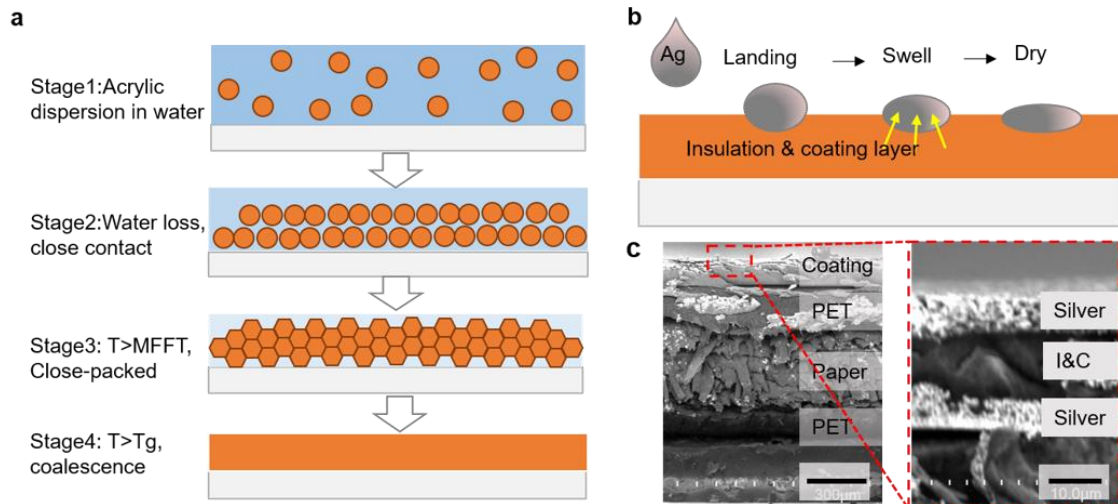 a
Stage1:Acrylic
dispersion in water
Stage2:Water loss,
close contact
Stage3: T>MFFT,
Close-packed
Stage4: T>Tg,
coalescence
b
Ag
Landing
Swell
Dry
Insulation & coating layer
c
Coating
PET
Paper
PET
300μm
Silver
I&C
Silver
10.0μm